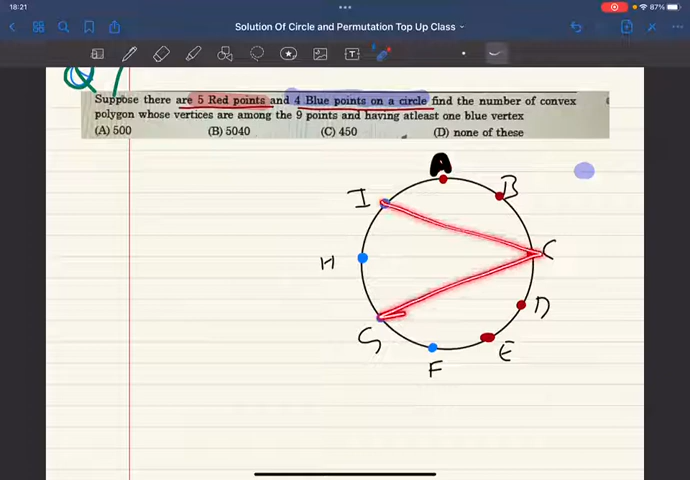 18:21
87%
Solution Of Circle and Permutation Top Up Class
Q
Suppose there are 5 Red points and 4 Blue points on a circle find the number of convex
polygon whose vertices are among the 9 points and having atleast one blue vertex
(A) 500 (B) 5040 (C) 450 (D) none of these
A
B
I
C
H
D
G
E
F